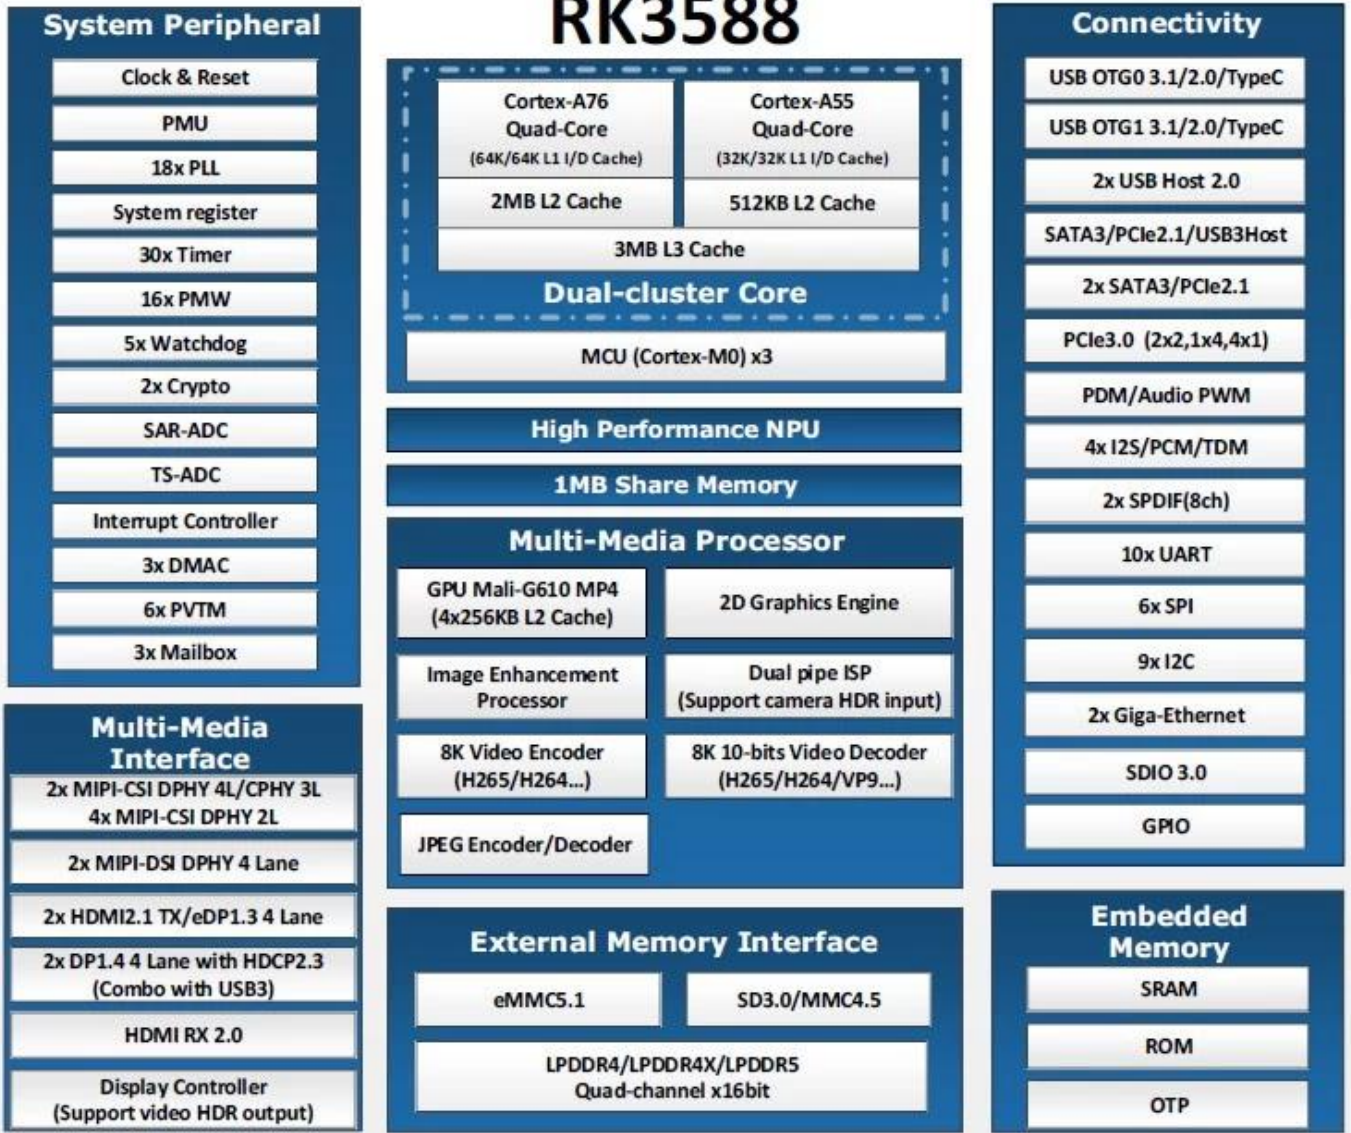 RK3588
System Peripheral
Clock & Reset
PMU
18x PLL
System register
30x Timer
16x PMW
5x Watchdog
2x Crypto
SAR-ADC
TS-ADC
Interrupt Controller
3x DMAC
6x PVTM
3x Mailbox
Multi-Media
Interface
2x MIPI-CSI DPHY 4L/CPHY 3L
4x MIPI-CSI DPHY 2L
2x MIPI-DSI DPHY 4 Lane
2x HDMI2.1 TX/eDP1.3 4 Lane
2x DP1.4 4 Lane with HDCP2.3
(Combo with USB3)
HDMI RX 2.0
Display Controller
(Support video HDR output)
Cortex-A76
Quad-Core
(64K/64K L1 I/D Cache)
2MB L2 Cache
Cortex-A55
Quad-Core
(32K/32K L1 I/D Cache)
512KB L2 Cache
3MB L3 Cache
Dual-cluster Core
MCU (Cortex-M0) x3
High Performance NPU
1MB Share Memory
Multi-Media Processor
GPU Mali-G610 MP4
(4x256KB L2 Cache)
2D Graphics Engine
Image Enhancement
Processor
Dual pipe ISP
(Support camera HDR input)
8K Video Encoder
(H265/H264...)
8K 10-bits Video Decoder
(H265/H264/VP9...)
JPEG Encoder/Decoder
External Memory Interface
eMMC5.1
SD3.0/MMC4.5
LPDDR4/LPDDR4X/LPDDR5
Quad-channel x16bit
Connectivity
USB OTG0 3.1/2.0/TypeC
USB OTG1 3.1/2.0/TypeC
2x USB Host 2.0
SATA3/PCIe2.1/USB3Host
2x SATA3/PCIe2.1
PCIe3.0 (2x2,1x4,4x1)
PDM/Audio PWM
4x I2S/PCM/TDM
2x SPDIF(8ch)
10x UART
6x SPI
9x I2C
2x Giga-Ethernet
SDIO 3.0
GPIO
Embedded
Memory
SRAM
ROM
OTP